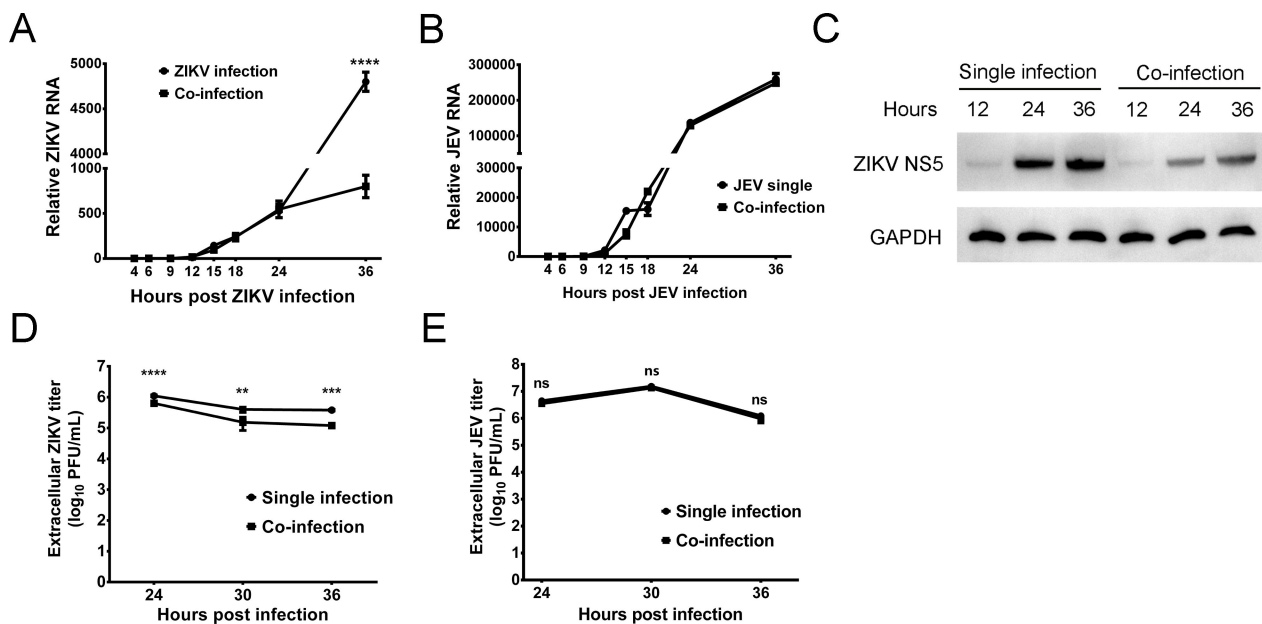 A
Relative ZIKV RNA
5000
4500
4000
1000
500
0
ZIKV infection
Co-infection
****
4 6 9 12 15 18 24 36
Hours post ZIKV infection
B
Relative JEV RNA
300000
200000
100000
30000
20000
10000
0
JEV single
Co-infection
4 6 9 12 15 18 24 36
Hours post JEV infection
C
Single infection Co-infection
Hours 12 24 36 12 24 36
ZIKV NS5
GAPDH
D
Extracellular ZIKV titer
(log10 PFU/mL)
7
6
5
4
3
2
1
0
**** ** ***
Single infection
Co-infection
24 30 36
Hours post infection
E
Extracellular JEV titer
(log10 PFU/mL)
8
7
6
5
4
3
2
1
0
ns ns ns
Single infection
Co-infection
24 30 36
Hours post infection